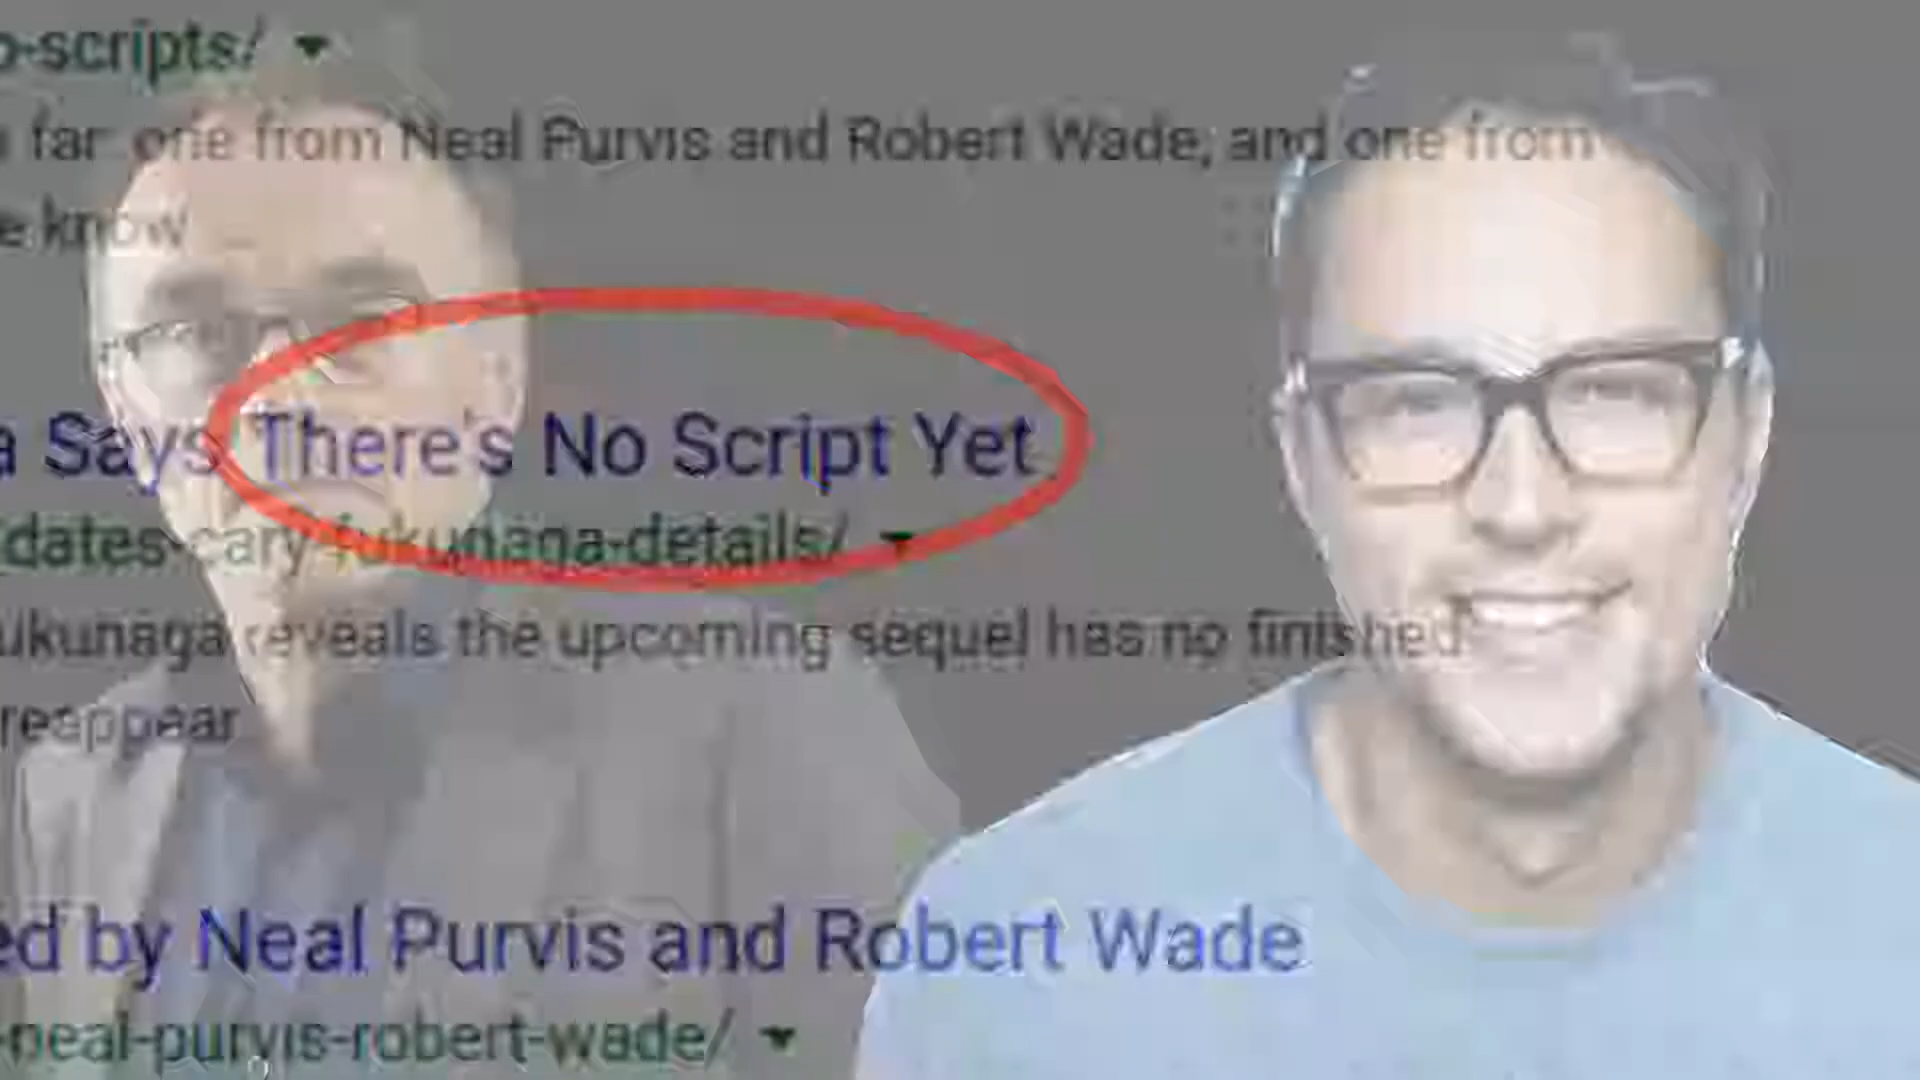 o-scripts/
far: one from Neal Purvis and Robert Wade, and one from
e know
a Says There's No Script Yet
dates-cary-fukunaga-details/
ukunaga reveals the upcoming sequel has no finished
reappear
ed by Neal Purvis and Robert Wade
-neal-purvis-robert-wade/